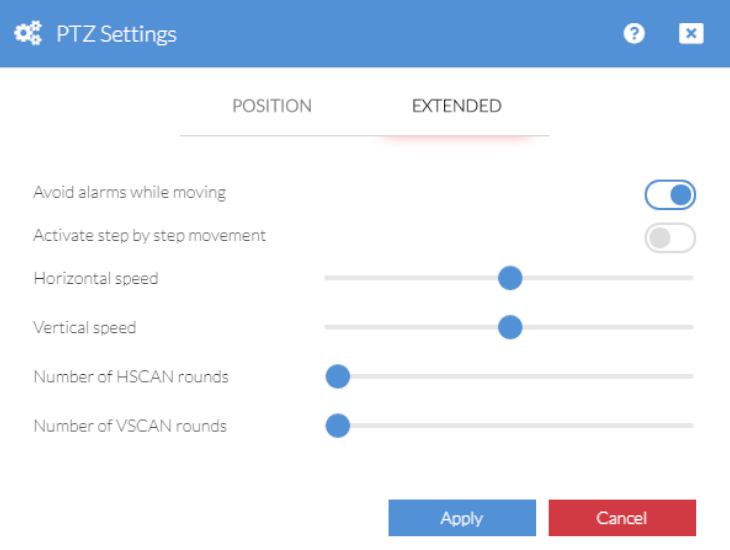 PTZ Settings
?
POSITION EXTENDED
Avoid alarms while moving
Activate step by step movement
Horizontal speed
Vertical speed
Number of HSCAN rounds
Number of VSCAN rounds
Apply Cancel